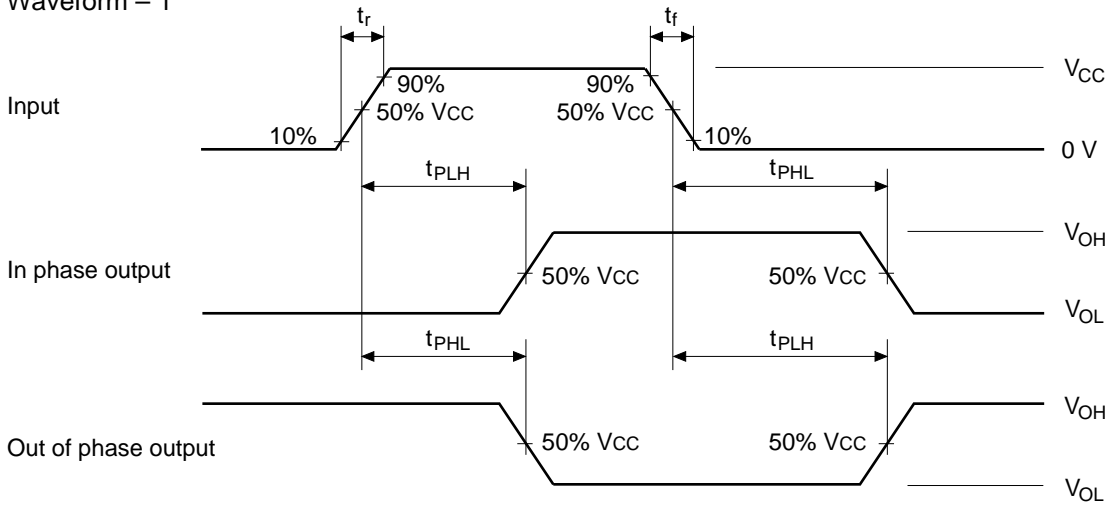 Waveform – 1
tr
tf
90%
90%
VCC
Input
50% VCC
50% VCC
10%
10%
0 V
tPLH
tPHL
VOH
In phase output
50% VCC
50% VCC
VOL
tPHL
tPLH
VOH
Out of phase output
50% VCC
50% VCC
VOL